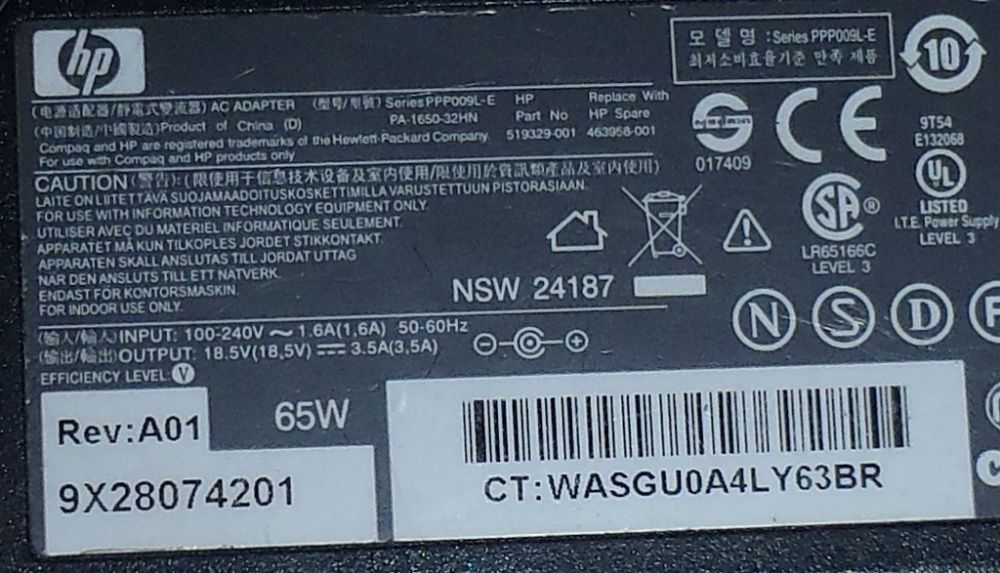 hp
모델명 :Series PPP009L-E
최저소비효율기준 만족 제품
10
(电源适配器/靜電式變流器) AC ADAPTER (型号/型號) Series PPP009L-E
PA-1650-32HN
HP
Part No
519329-001
Replace With
HP Spare
463958-001
(中国制造/中國製造)Product of China (D)
Compaq and HP are registered trademarks of the Hewlett-Packard Company.
For use with Compaq and HP products only
017409
CE
9T54
E132068
UL
LISTED
I.T.E. Power Supply
LEVEL 3
CAUTION (警告): (限使用于信息技术设备及室内使用/限使用於資訊類產品及室內使用)
LAITE ON LIITETTÄVÄ SUOJAMAADOITUSKOSKETTIMILLA VARUSTETTUUN PISTORASIAAN.
FOR USE WITH INFORMATION TECHNOLOGY EQUIPMENT ONLY.
UTILISER AVEC DU MATERIEL INFORMATIQUE SEULEMENT.
APPARATET MÅ KUN TILKOPLES JORDET STIKKONTAKT.
APPARATEN SKALL ANSLUTAS TILL JORDAT UTTAG
NÄR DEN ANSLUTS TILL ETT NÄTVERK.
ENDAST FÖR KONTORSMASKIN.
FOR INDOOR USE ONLY.
SA®
LR65166C
LEVEL 3
NSW 24187
N S D F
(输入/輸入)INPUT: 100-240V ~ 1.6A(1,6A) 50-60Hz
(输出/輸出)OUTPUT: 18.5V(18,5V) ⎓ 3.5A(3,5A)
EFFICIENCY LEVEL: V
65W
Rev:A01
9X28074201
CT:WASGU0A4LY63BR